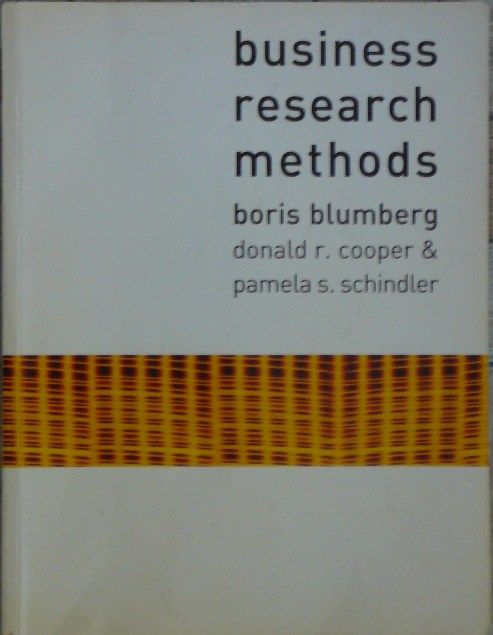 business
research
methods
boris blumberg
donald r. cooper &
pamela s. schindler